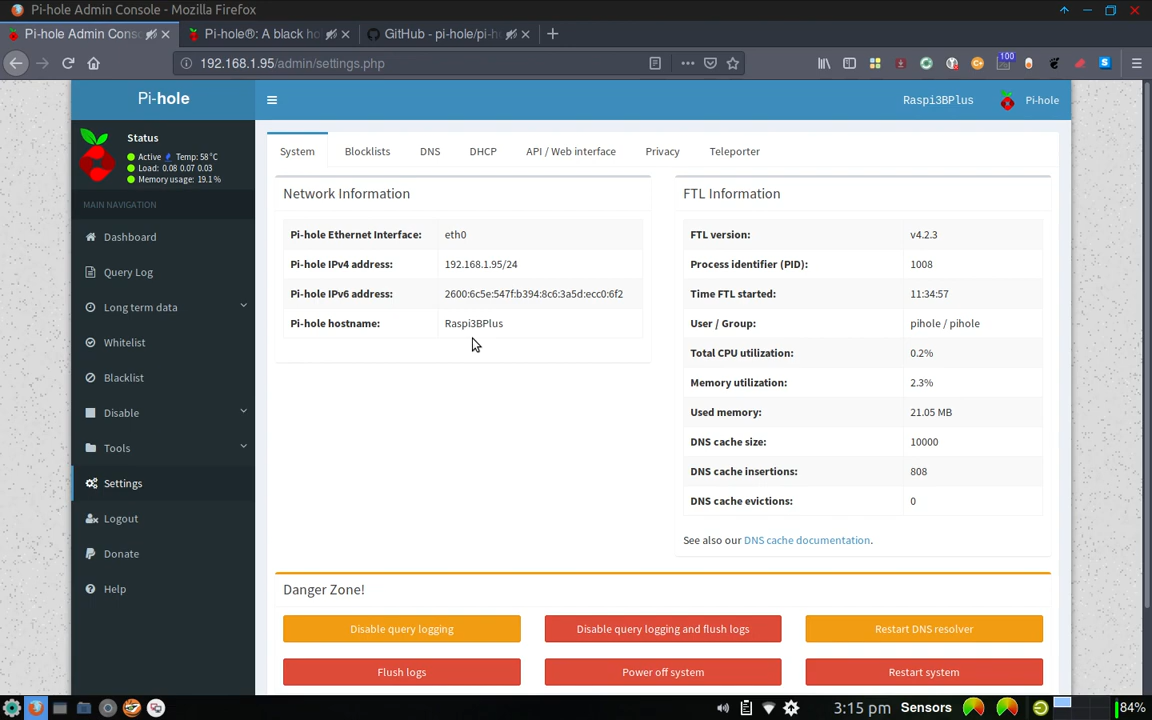 Pi-hole Admin Console - Mozilla Firefox
Pi-hole Admin Conso
Pi-hole®: A black ho
GitHub - pi-hole/pi-h
192.168.1.95/admin/settings.php
100
Pi-hole
Raspi3BPlus
Pi-hole
Status
Active Temp: 58 °C
Load: 0.08 0.07 0.03
Memory usage: 19.1 %
MAIN NAVIGATION
Dashboard
Query Log
Long term data
Whitelist
Blacklist
Disable
Tools
Settings
Logout
Donate
Help
System Blocklists DNS DHCP API / Web interface Privacy Teleporter
Network Information
Pi-hole Ethernet Interface: eth0
Pi-hole IPv4 address: 192.168.1.95/24
Pi-hole IPv6 address: 2600:6c5e:547f:b394:8c6:3a5d:ecc0:6f2
Pi-hole hostname: Raspi3BPlus
FTL Information
FTL version: v4.2.3
Process identifier (PID): 1008
Time FTL started: 11:34:57
User / Group: pihole / pihole
Total CPU utilization: 0.2%
Memory utilization: 2.3%
Used memory: 21.05 MB
DNS cache size: 10000
DNS cache insertions: 808
DNS cache evictions: 0
See also our DNS cache documentation.
Danger Zone!
Disable query logging
Disable query logging and flush logs
Restart DNS resolver
Flush logs
Power off system
Restart system
3:15 pm Sensors 84%